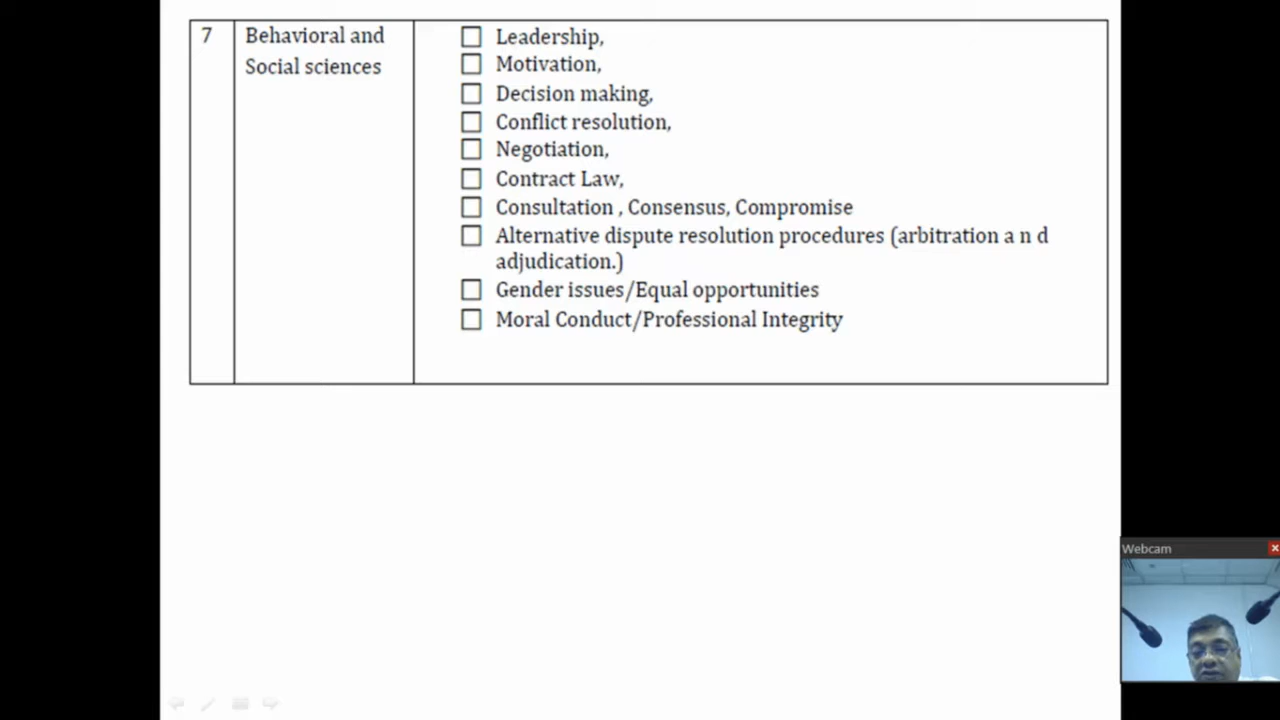 7
Behavioral and
Social sciences
Leadership,
Motivation,
Decision making,
Conflict resolution,
Negotiation,
Contract Law,
Consultation , Consensus, Compromise
Alternative dispute resolution procedures (arbitration a n d
adjudication.)
Gender issues/Equal opportunities
Moral Conduct/Professional Integrity
Webcam